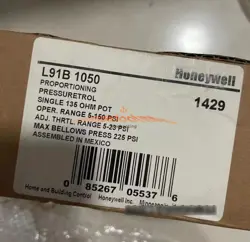 L91B 1050
Honeywell
PROPORTIONING
PRESSURETROL
SINGLE 135 OHM POT
1429
OPER. RANGE 5-150 PSI
ADJ. THRTL. RANGE 5-23 PSI
MAX BELLOWS PRESS 225 PSI
ASSEMBLED IN MEXICO
0 85267 05537 6
Home and Building Control Honeywell Inc.